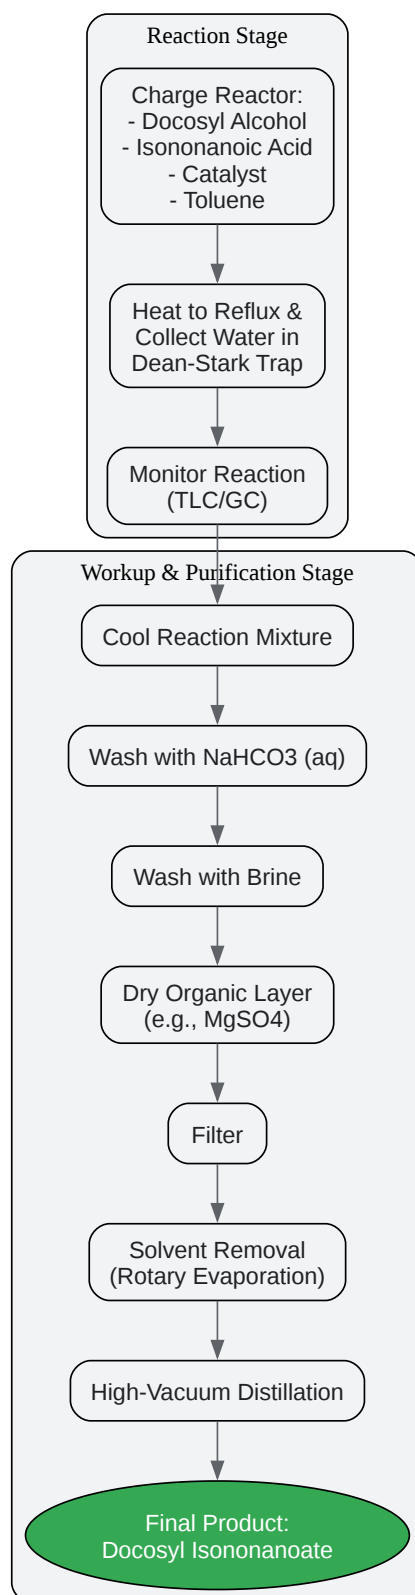 Reaction Stage
Charge Reactor:
- Docosyl Alcohol
- Isononanoic Acid
- Catalyst
- Toluene
Heat to Reflux &
Collect Water in
Dean-Stark Trap
Monitor Reaction
(TLC/GC)
Workup & Purification Stage
Cool Reaction Mixture
Wash with NaHCO3 (aq)
Wash with Brine
Dry Organic Layer
(e.g., MgSO4)
Filter
Solvent Removal
(Rotary Evaporation)
High-Vacuum Distillation
Final Product:
Docosyl Isononanoate